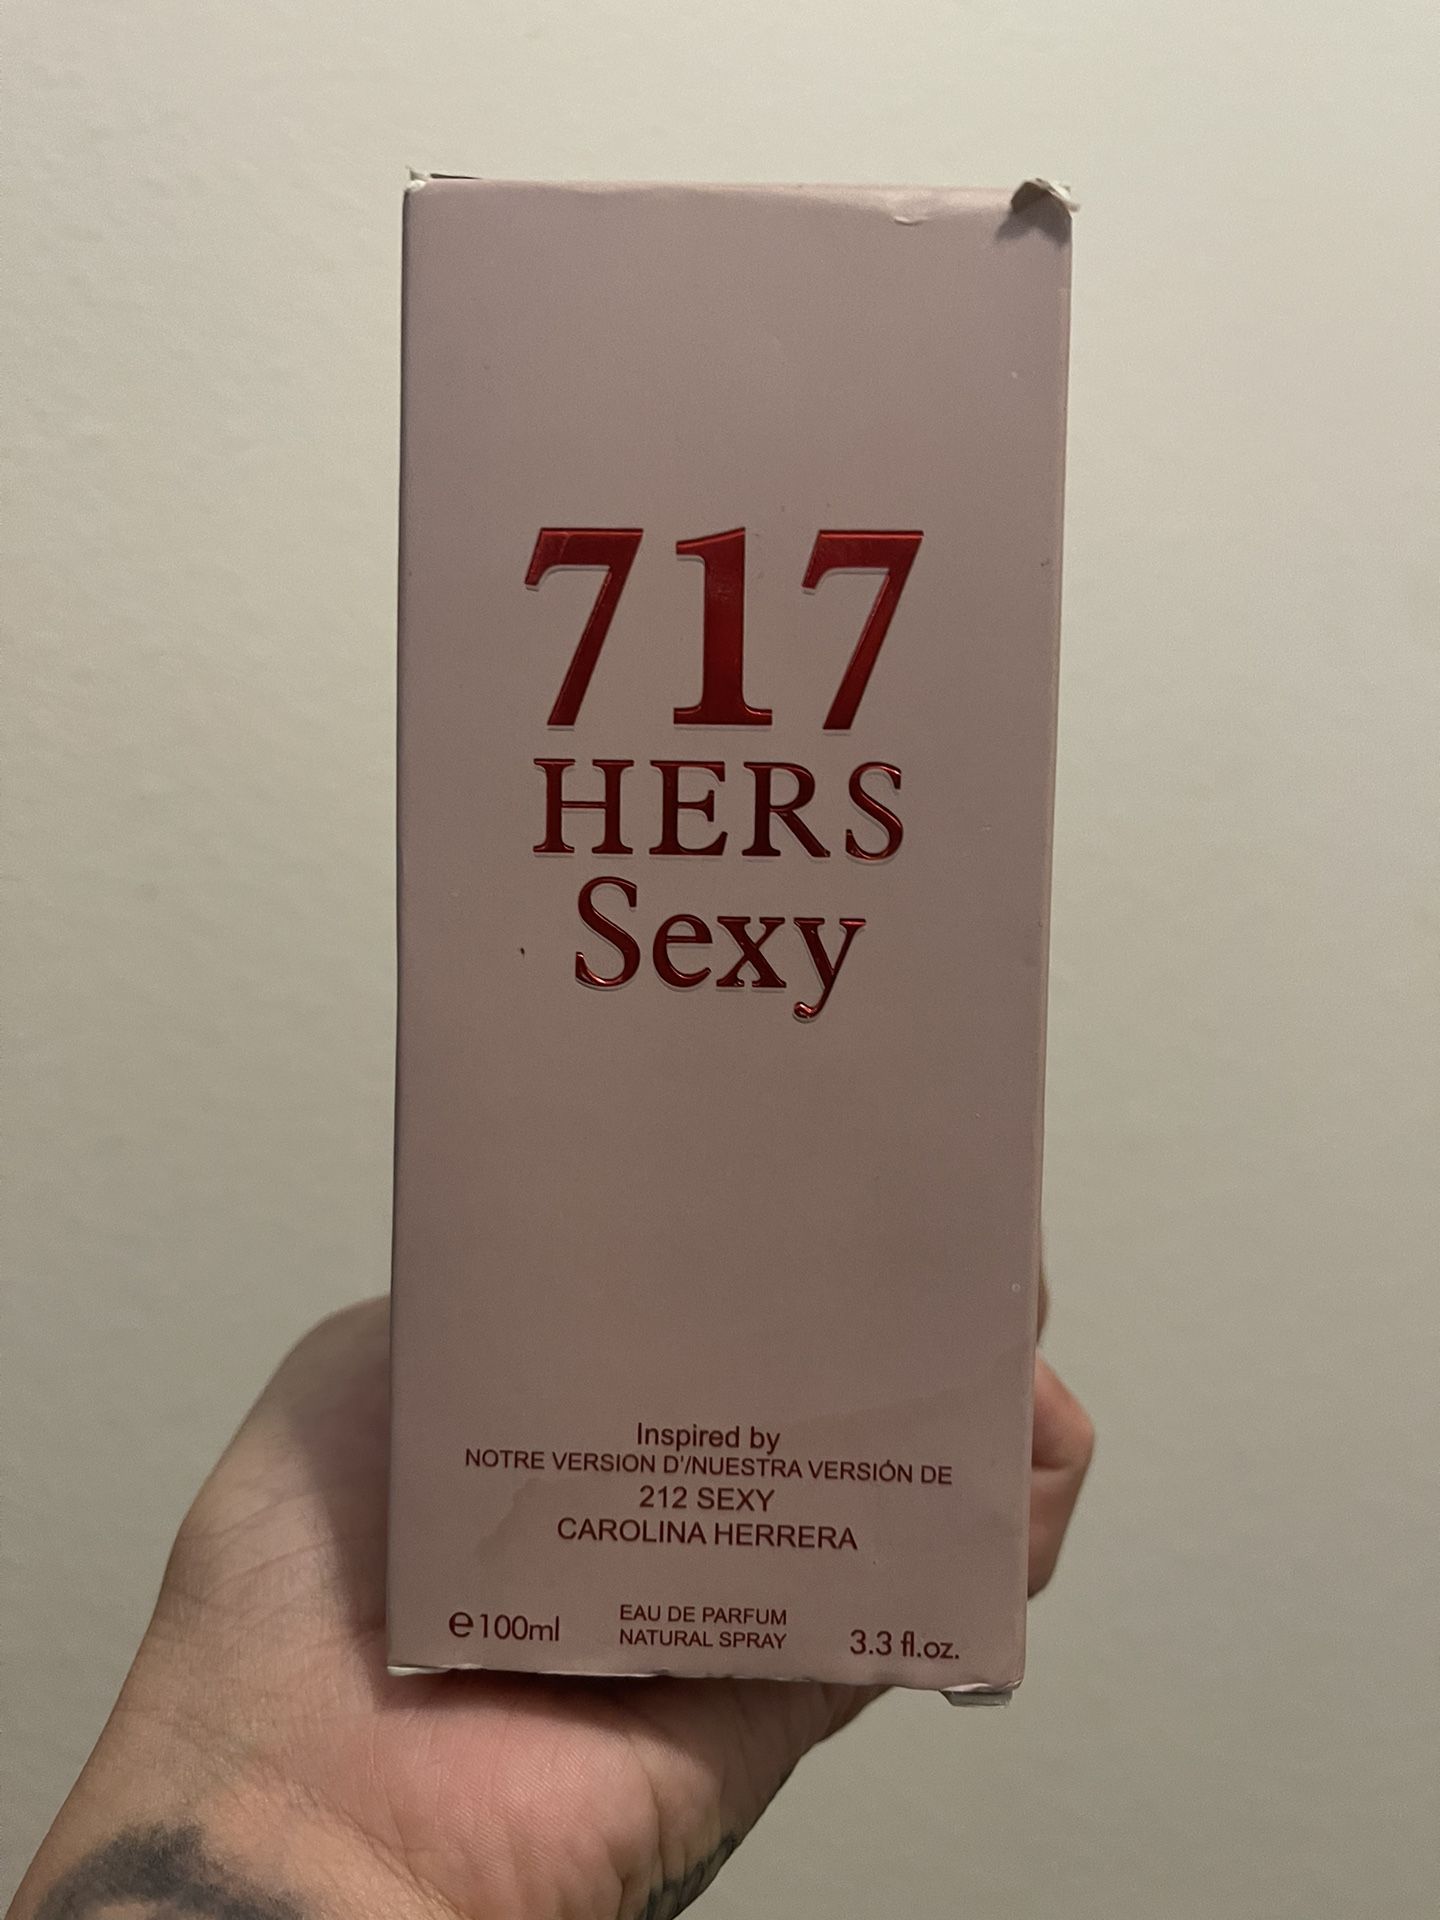 717
HERS
Sexy
Inspired by
NOTRE VERSION D'/NUESTRA VERSIÓN DE
212 SEXY
CAROLINA HERRERA
e100ml
EAU DE PARFUM
NATURAL SPRAY
3.3 fl.oz.